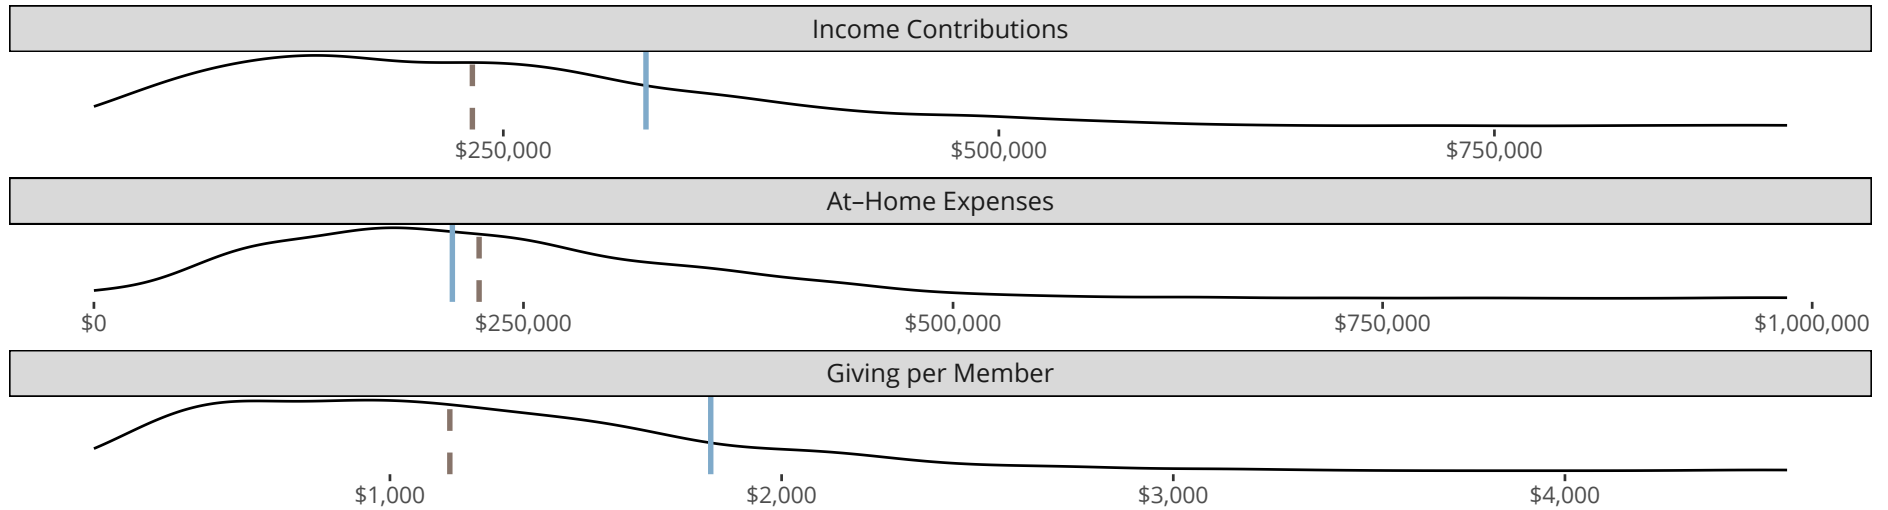 Income Contributions
$250,000 $500,000 $750,000
At–Home Expenses
$0 $250,000 $500,000 $750,000 $1,000,000
Giving per Member
$1,000 $2,000 $3,000 $4,000